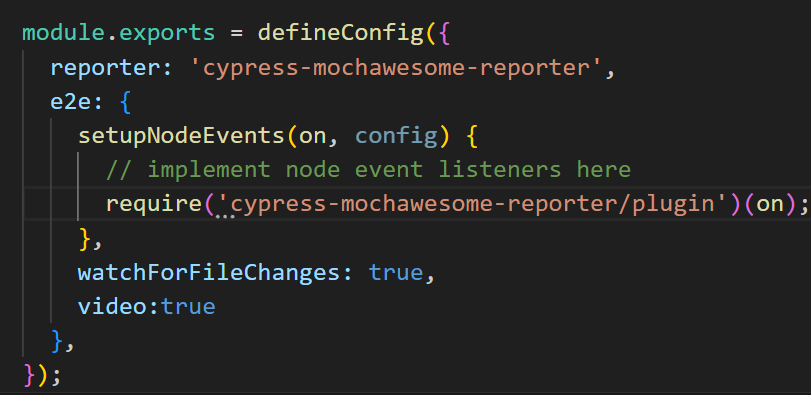 module.exports = defineConfig({
  reporter: 'cypress-mochawesome-reporter',
  e2e: {
    setupNodeEvents(on, config) {
      // implement node event listeners here
      require('cypress-mochawesome-reporter/plugin')(on);
    },
    watchForFileChanges: true,
    video:true
  },
});